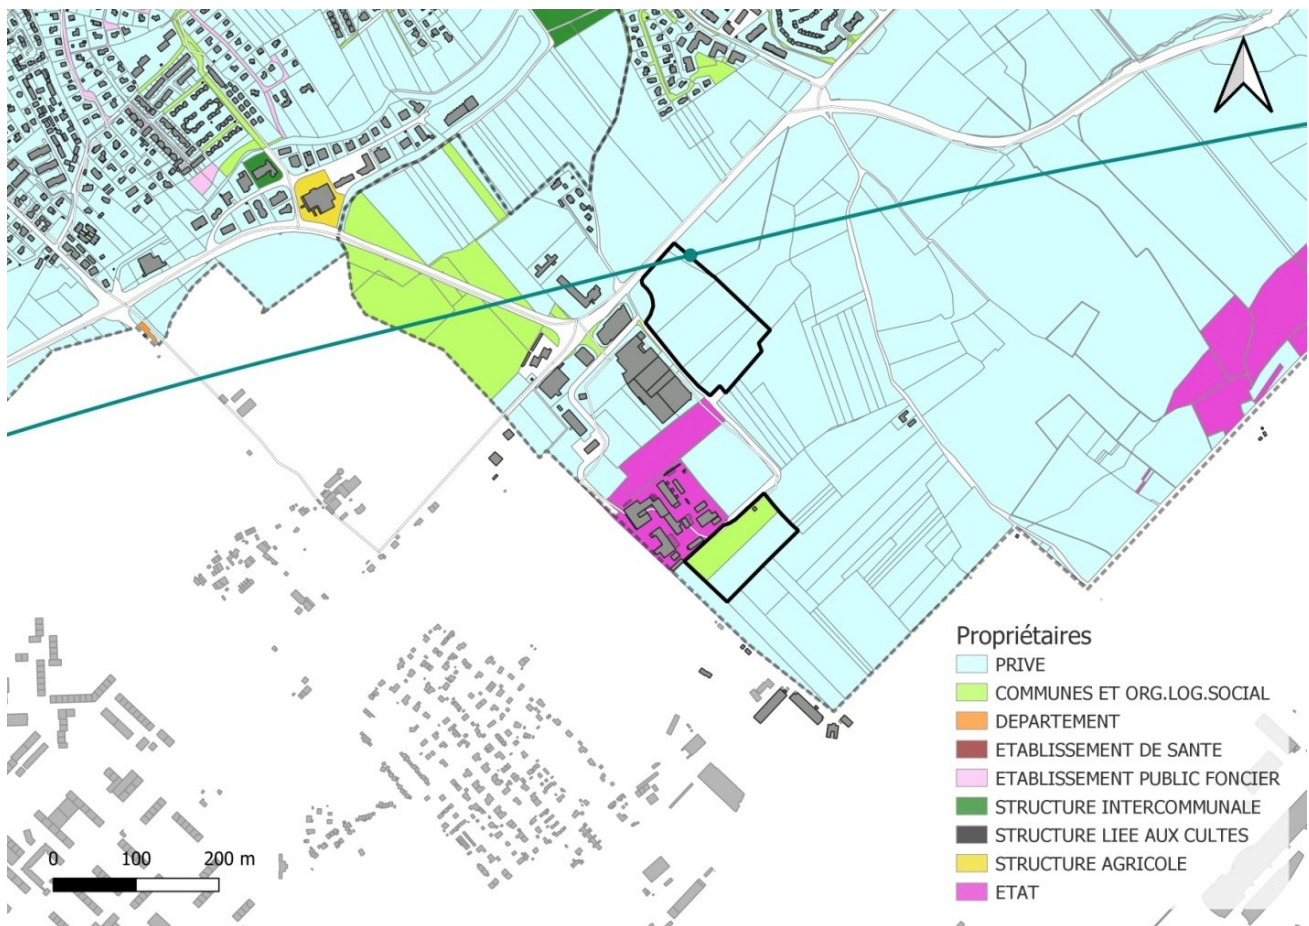 Propriétaires
PRIVE
COMMUNES ET ORG.LOG.SOCIAL
DEPARTEMENT
ETABLISSEMENT DE SANTE
ETABLISSEMENT PUBLIC FONCIER
STRUCTURE INTERCOMMUNALE
STRUCTURE LIEE AUX CULTES
STRUCTURE AGRICOLE
ETAT
0 100 200 m